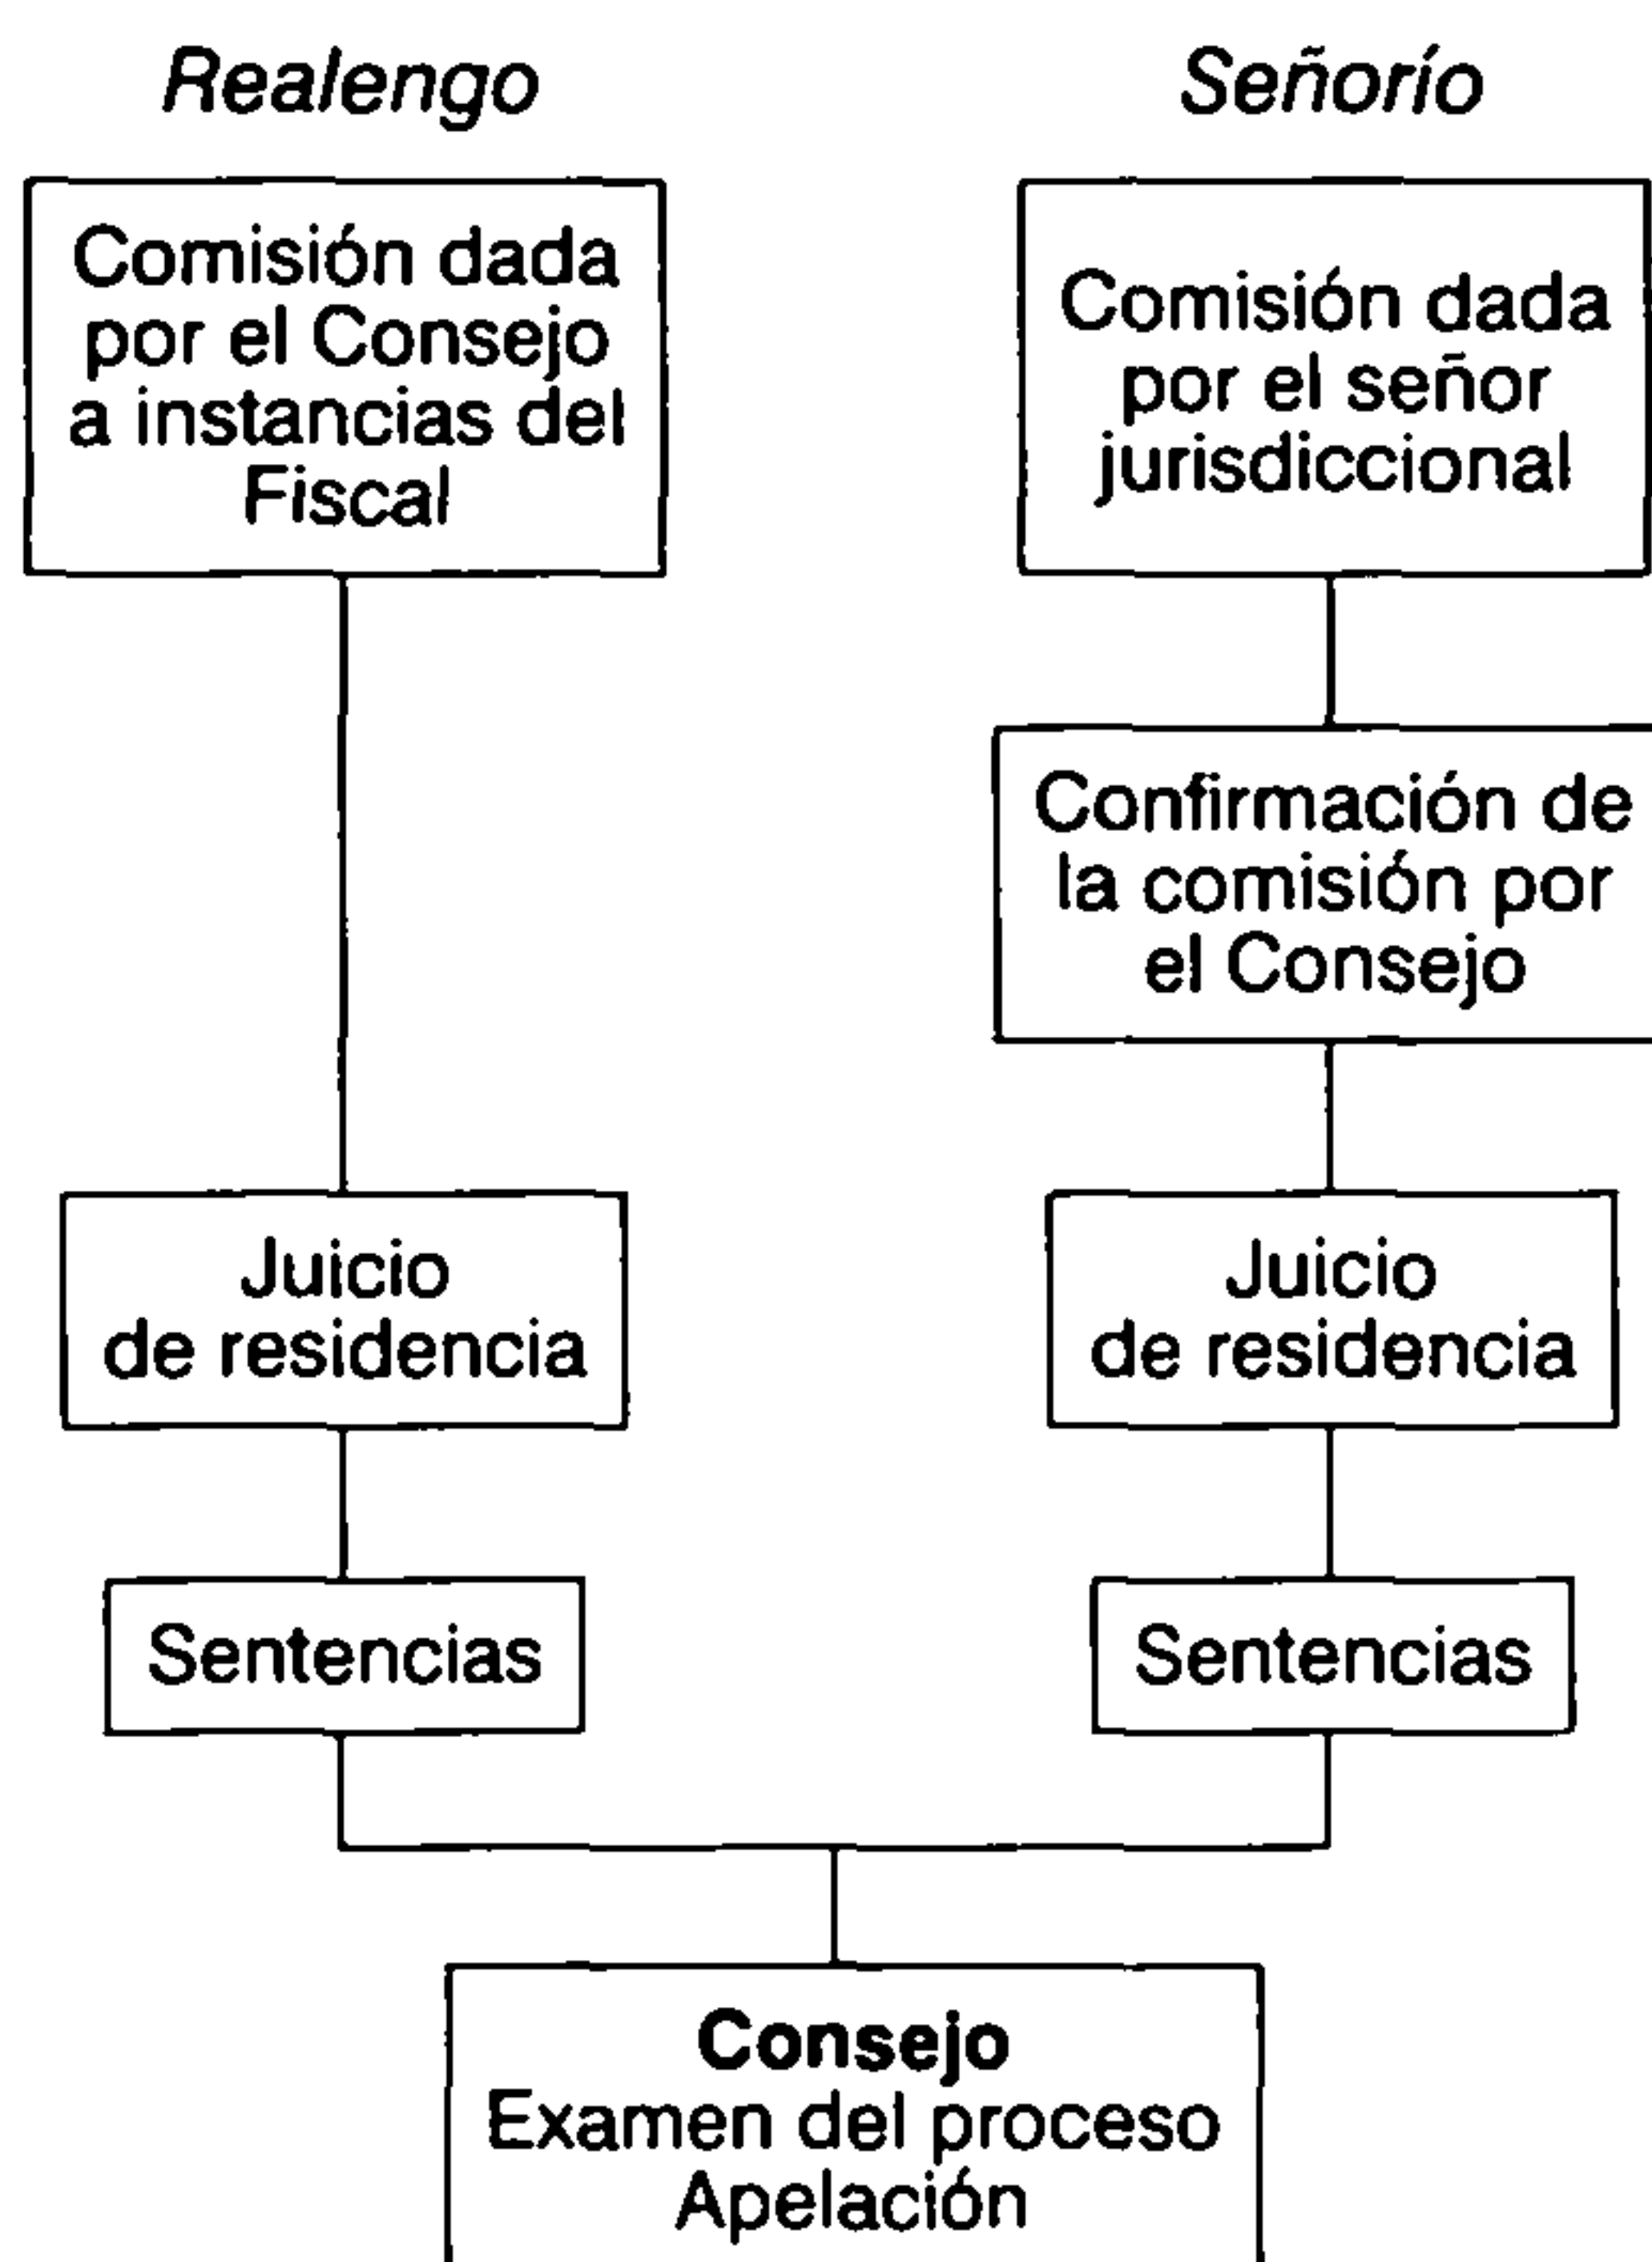 Realengo
Comisión dada
por el Consejo
a instancias del
Fiscal
Juicio
de residencia
Sentencias
Señorío
Comisión dada
por el señor
jurisdiccional
Confirmación de
la comisión por
el Consejo
Juicio
de residencia
Sentencias
Consejo
Examen del proceso
Apelación